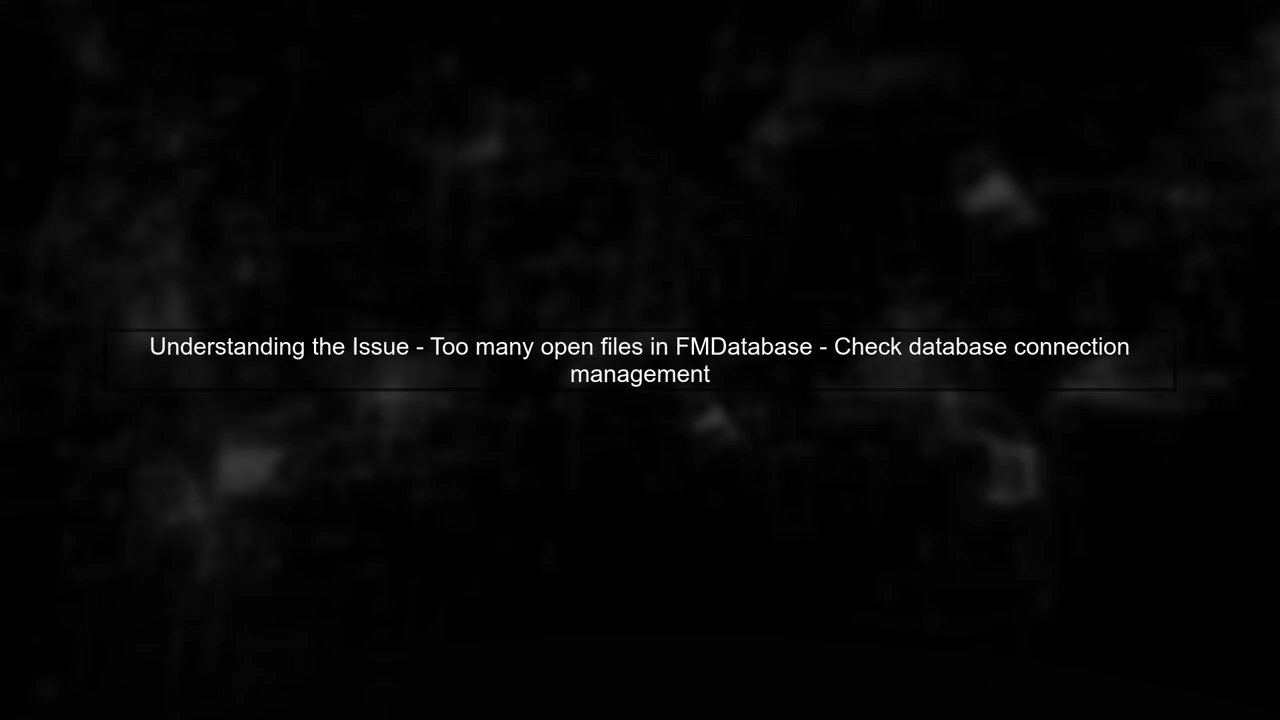 Understanding the Issue - Too many open files in FMDatabase - Check database connection
management